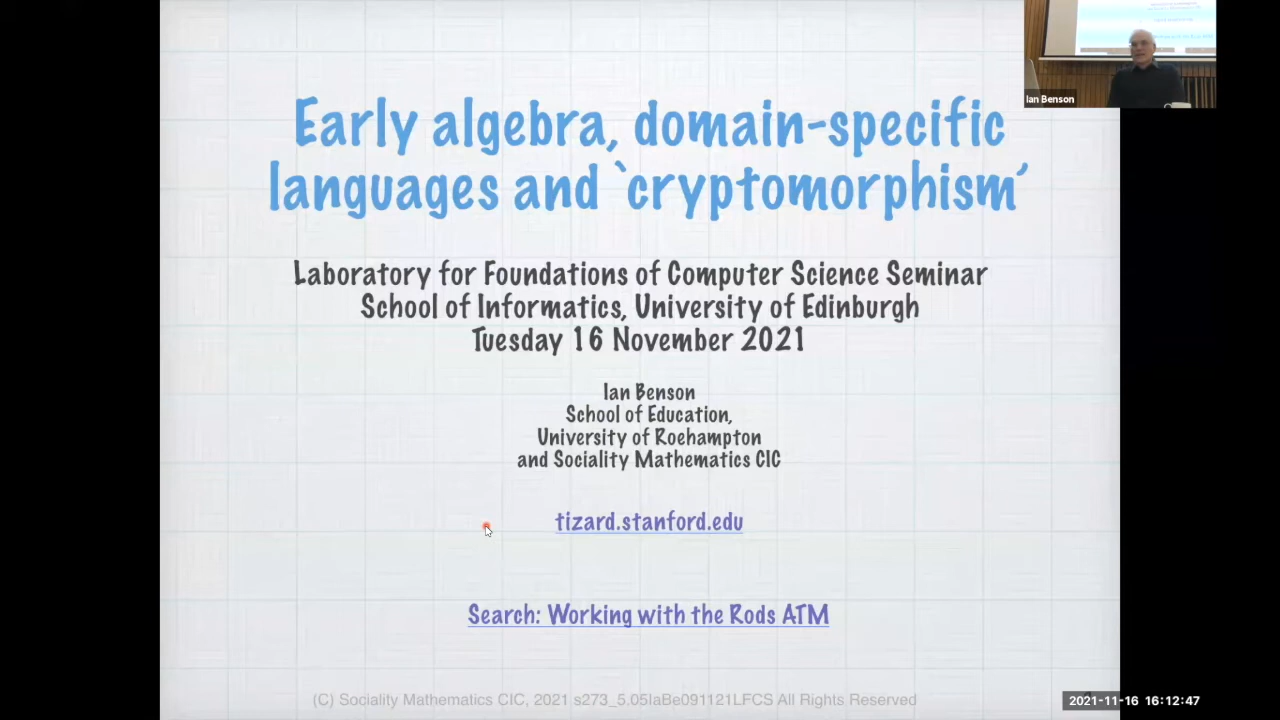 Early algebra, domain-specific
languages and `cryptomorphism'
Laboratory for Foundations of Computer Science Seminar
School of Informatics, University of Edinburgh
Tuesday 16 November 2021
Ian Benson
School of Education,
University of Roehampton
and Sociality Mathematics CIC
tizard.stanford.edu
Search: Working with the Rods ATM
(C) Sociality Mathematics CIC, 2021 s273_5.05IaBe091121LFCS All Rights Reserved
Ian Benson
2021-11-16 16:12:47